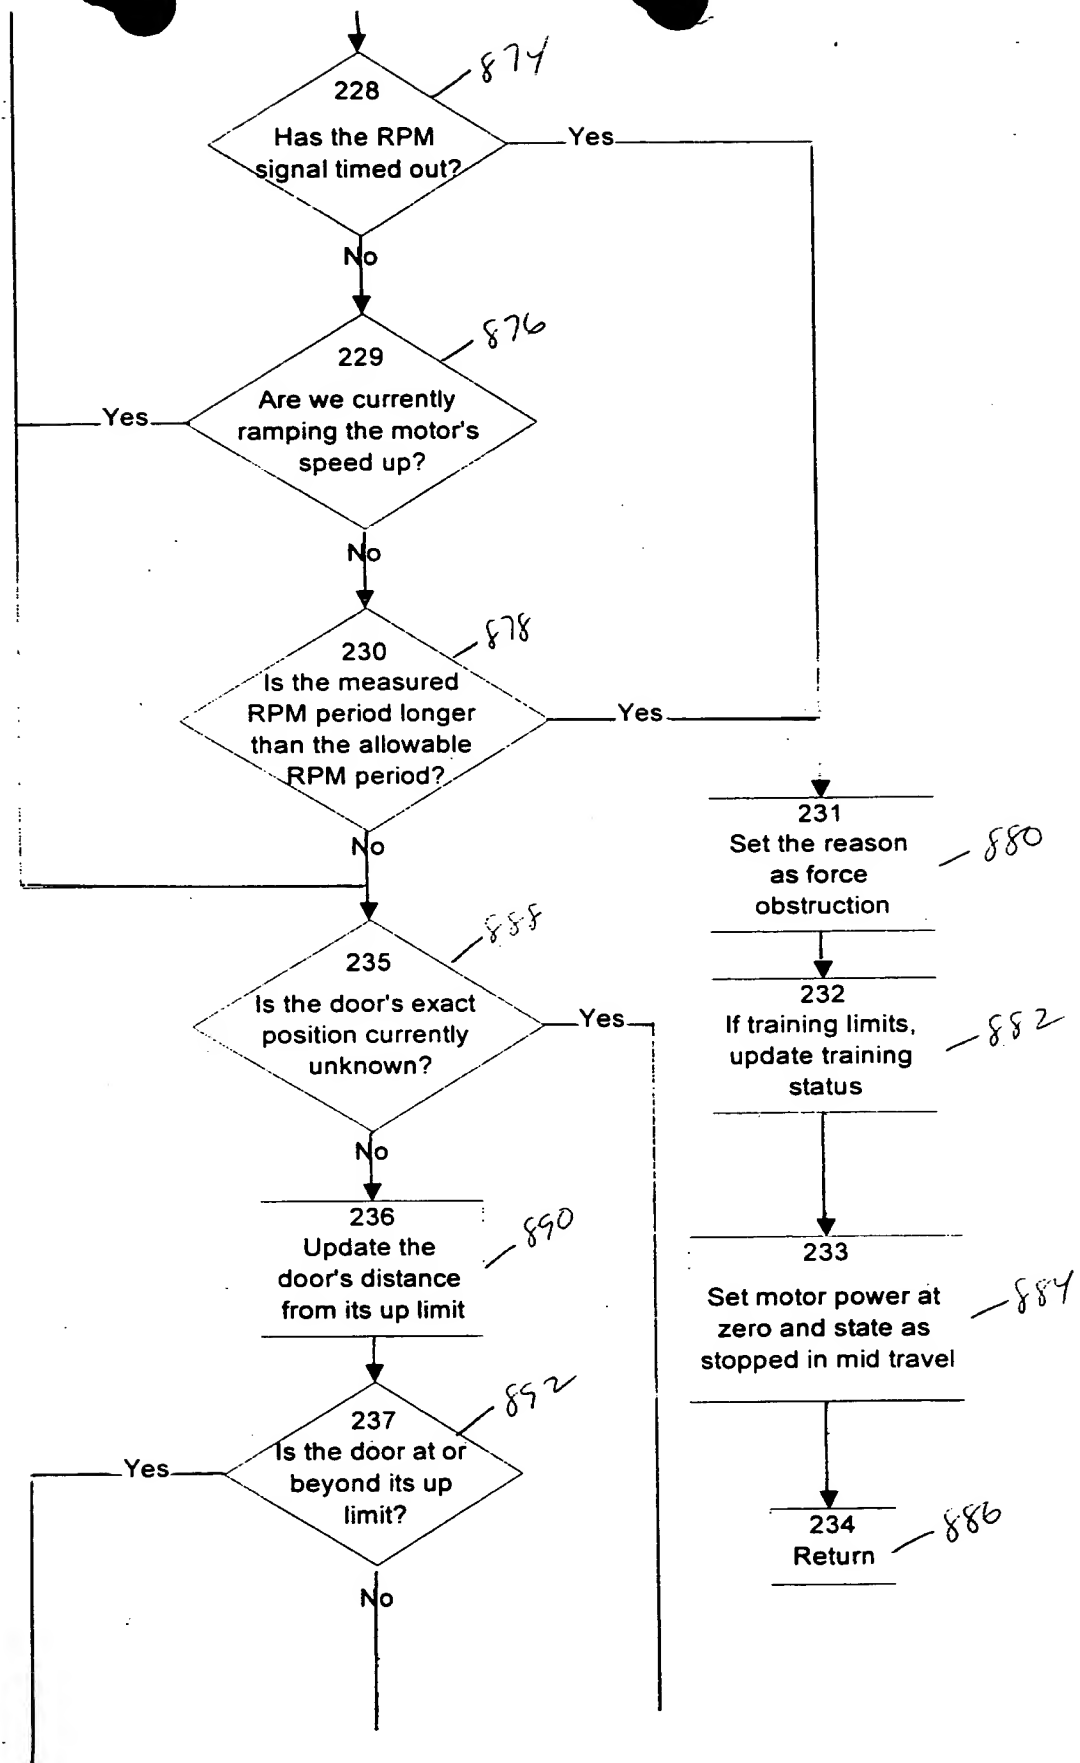 874
228
Has the RPM
signal timed out?
Yes
No
876
229
Are we currently
ramping the motor's
speed up?
Yes
No
878
230
Is the measured
RPM period longer
than the allowable
RPM period?
Yes
No
231
Set the reason
as force
obstruction
880
888
235
Is the door's exact
position currently
unknown?
Yes
No
232
If training limits,
update training
status
882
236
Update the
door's distance
from its up limit
890
233
Set motor power at
zero and state as
stopped in mid travel
884
892
237
Is the door at or
beyond its up
limit?
Yes
No
234
Return
886